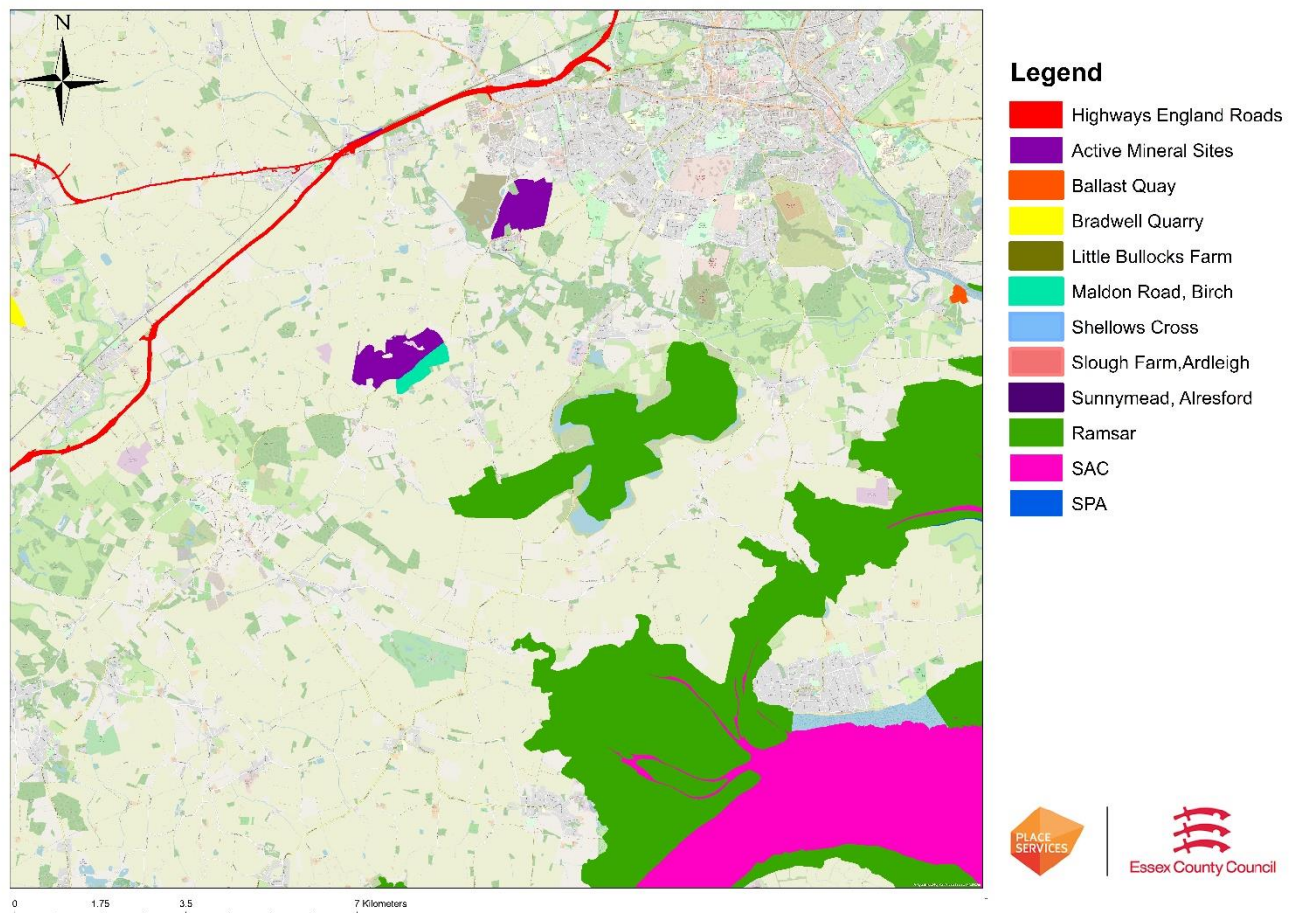 N
Legend
Highways England Roads
Active Mineral Sites
Ballast Quay
Bradwell Quarry
Little Bullocks Farm
Maldon Road, Birch
Shellows Cross
Slough Farm,Ardleigh
Sunnymead, Alresford
Ramsar
SAC
SPA
PLACE
SERVICES
Essex County Council
0 1.75 3.5 7 Kilometers